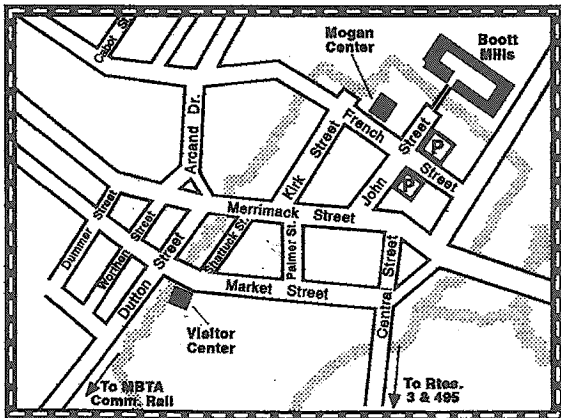 Cabot St.
Mogan
Center
Boott
Mills
Arcand Dr.
French
Street
Kirk
Street
John
Street
P
P
Merrimack Street
Dummer Street
Worthen Street
Dutton Street
Shattuck St.
Palmer St.
Central Street
Market Street
Visitor
Center
To MBTA
Comm. Rail
To Rtes.
3 & 495